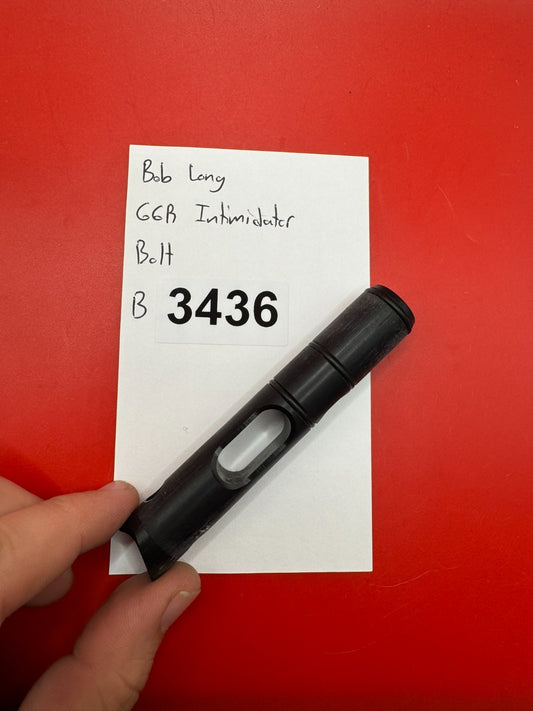 Bob Long
G6R Intimidator
Bolt
B 3436